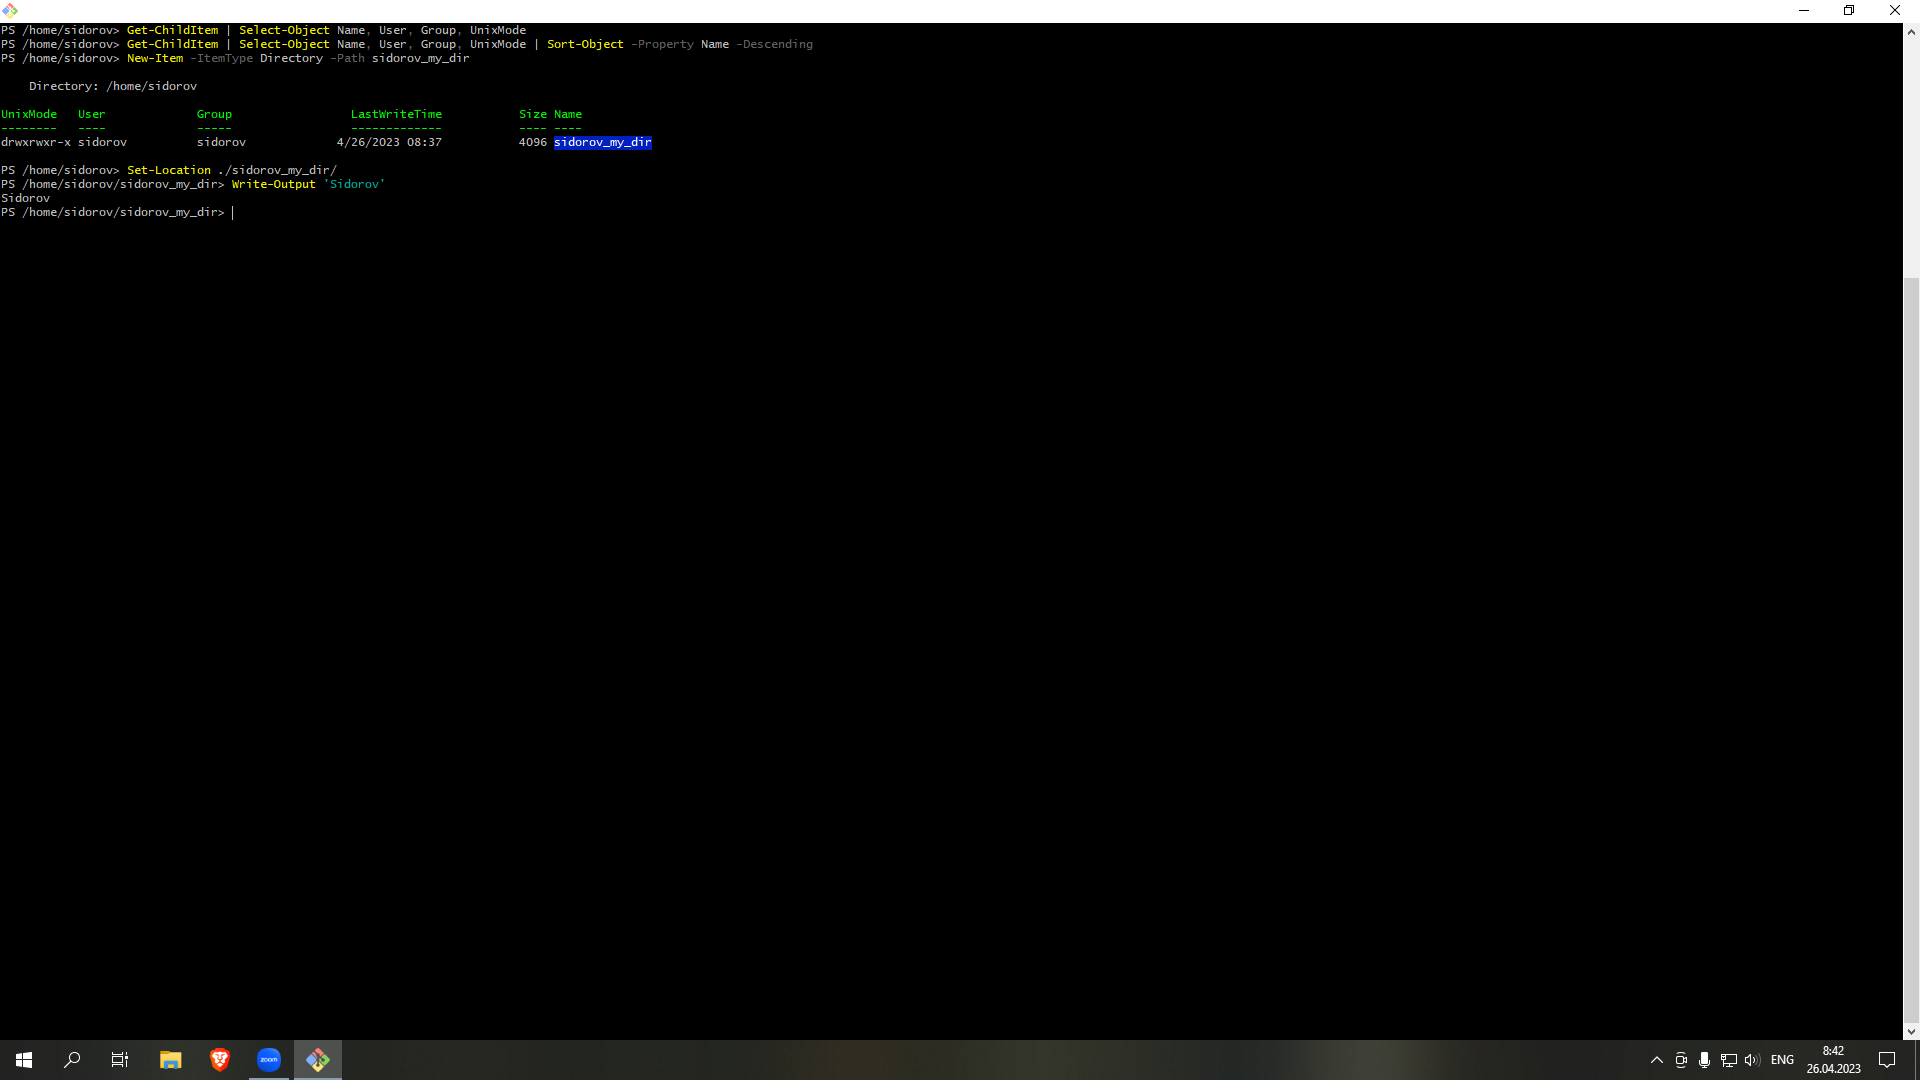 PS /home/sidorov> Get-ChildItem | Select-Object Name, User, Group, UnixMode
PS /home/sidorov> Get-ChildItem | Select-Object Name, User, Group, UnixMode | Sort-Object -Property Name -Descending
PS /home/sidorov> New-Item -ItemType Directory -Path sidorov_my_dir
Directory: /home/sidorov
UnixMode User Group LastWriteTime Size Name
-------- ---- ----- ------------- ---- ----
drwxrwxr-x sidorov sidorov 4/26/2023 08:37 4096 sidorov_my_dir
PS /home/sidorov> Set-Location ./sidorov_my_dir/
PS /home/sidorov/sidorov_my_dir> Write-Output 'Sidorov'
Sidorov
PS /home/sidorov/sidorov_my_dir>
zoom
ENG
8:42
26.04.2023